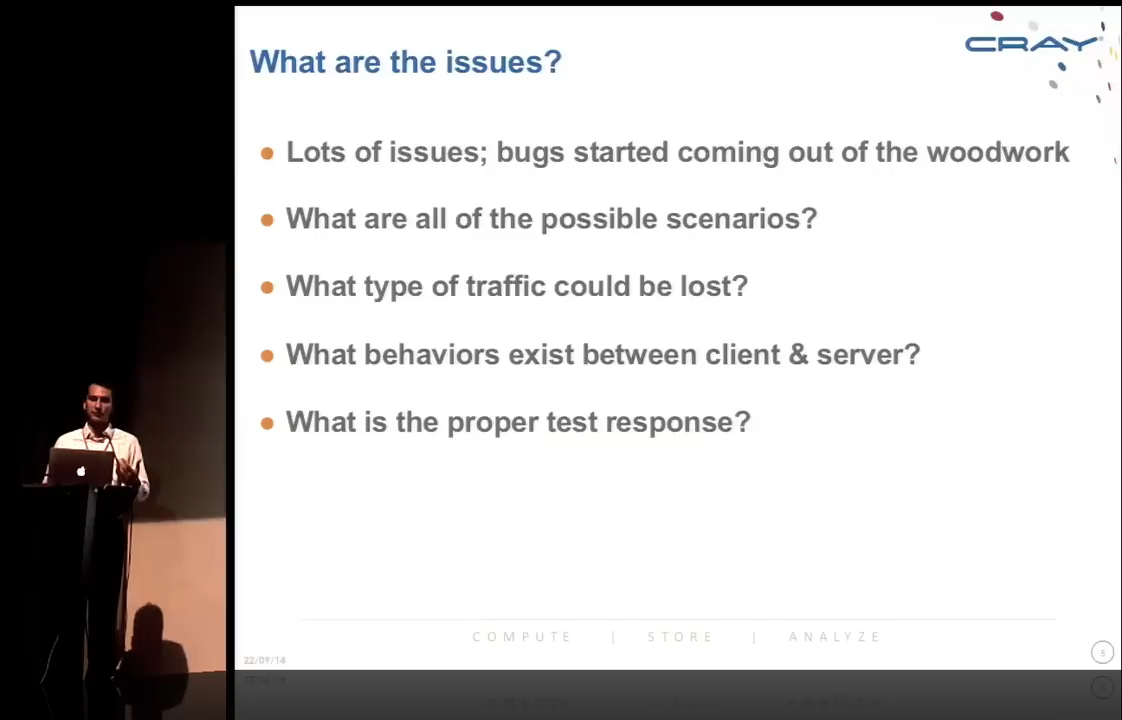 CRAY
What are the issues?
Lots of issues; bugs started coming out of the woodwork
What are all of the possible scenarios?
What type of traffic could be lost?
What behaviors exist between client & server?
What is the proper test response?
COMPUTE | STORE | ANALYZE
22/09/14
5